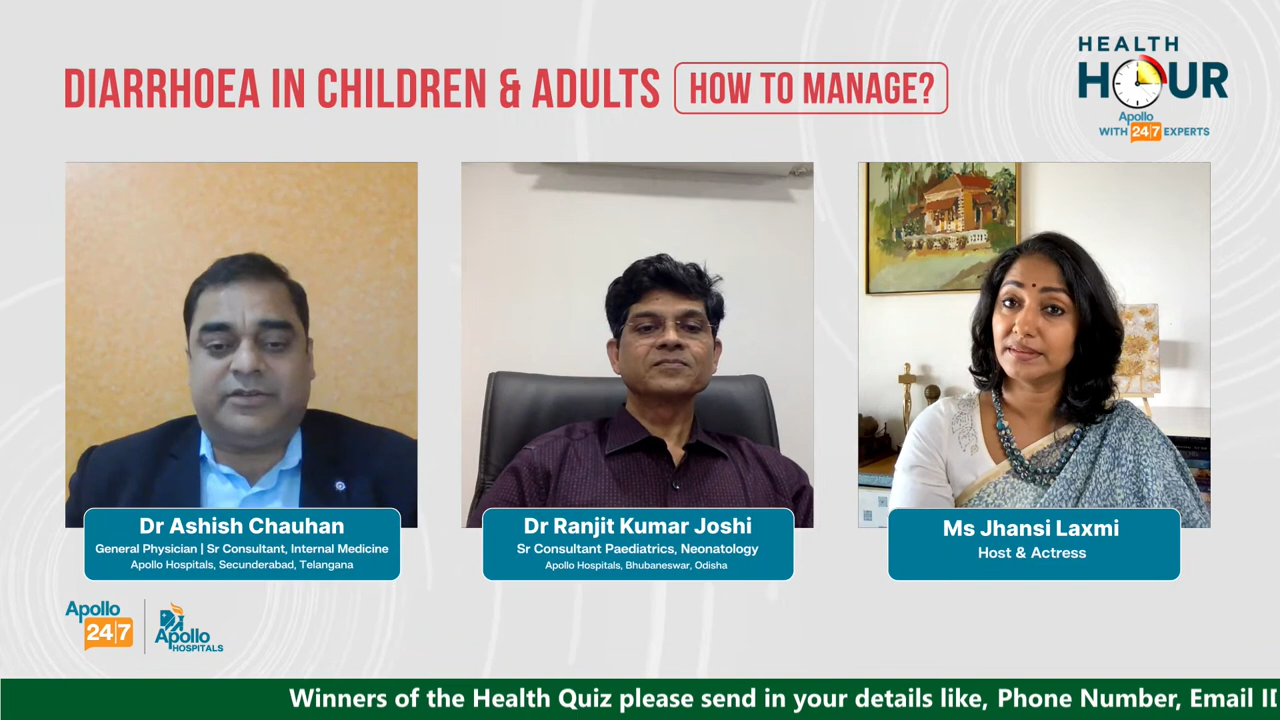 DIARRHOEA IN CHILDREN & ADULTS HOW TO MANAGE?
HEALTH
HOUR
Apollo
WITH 24|7 EXPERTS
Dr Ashish Chauhan
General Physician | Sr Consultant, Internal Medicine
Apollo Hospitals, Secunderabad, Telangana
Dr Ranjit Kumar Joshi
Sr Consultant Paediatrics, Neonatology
Apollo Hospitals, Bhubaneswar, Odisha
Ms Jhansi Laxmi
Host & Actress
Apollo
24|7
Apollo
HOSPITALS
Winners of the Health Quiz please send in your details like, Phone Number, Email